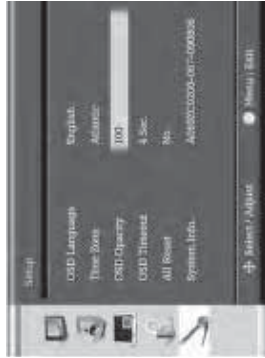 Setup
OSD Language English
Time Zone Atlantic
OSD Opacity 100
OSD Timeout 4 Sec.
All Reset No
System Info.
Select / Adjust Menu / Exit